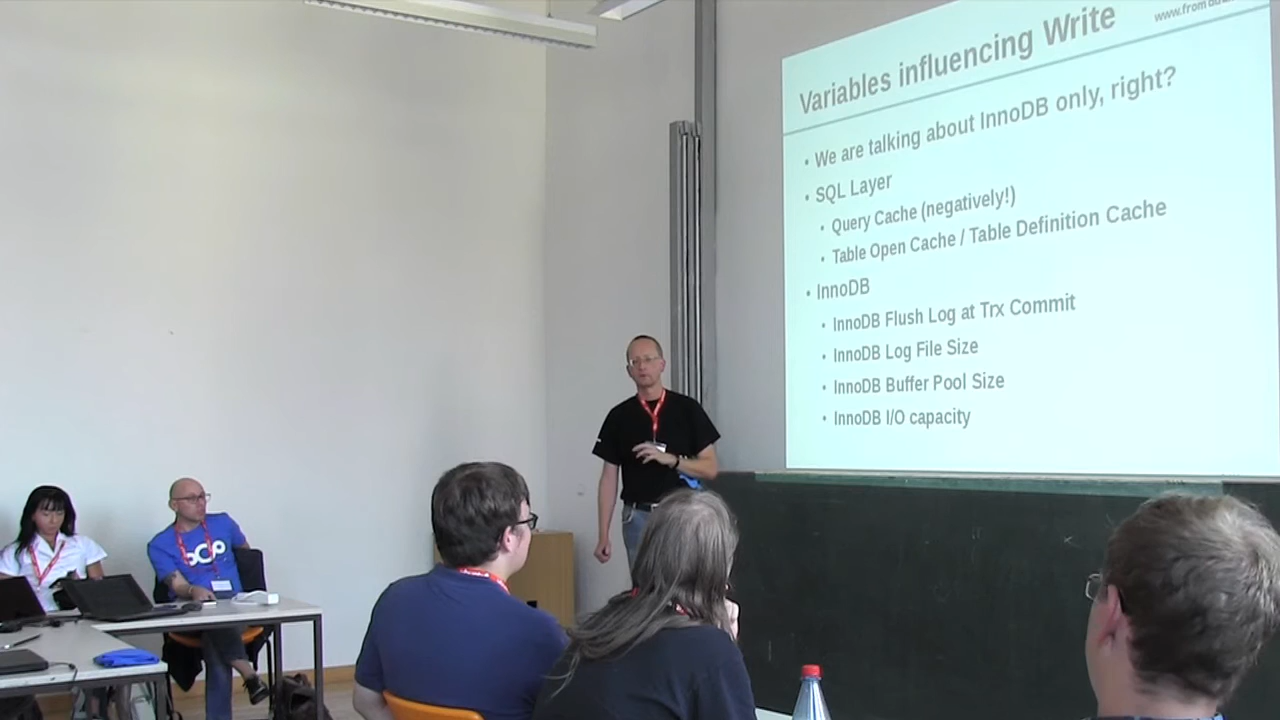 Variables influencing Write
• We are talking about InnoDB only, right?
• SQL Layer
• Query Cache (negatively!)
• Table Open Cache / Table Definition Cache
• InnoDB
• InnoDB Flush Log at Trx Commit
• InnoDB Log File Size
• InnoDB Buffer Pool Size
• InnoDB I/O capacity